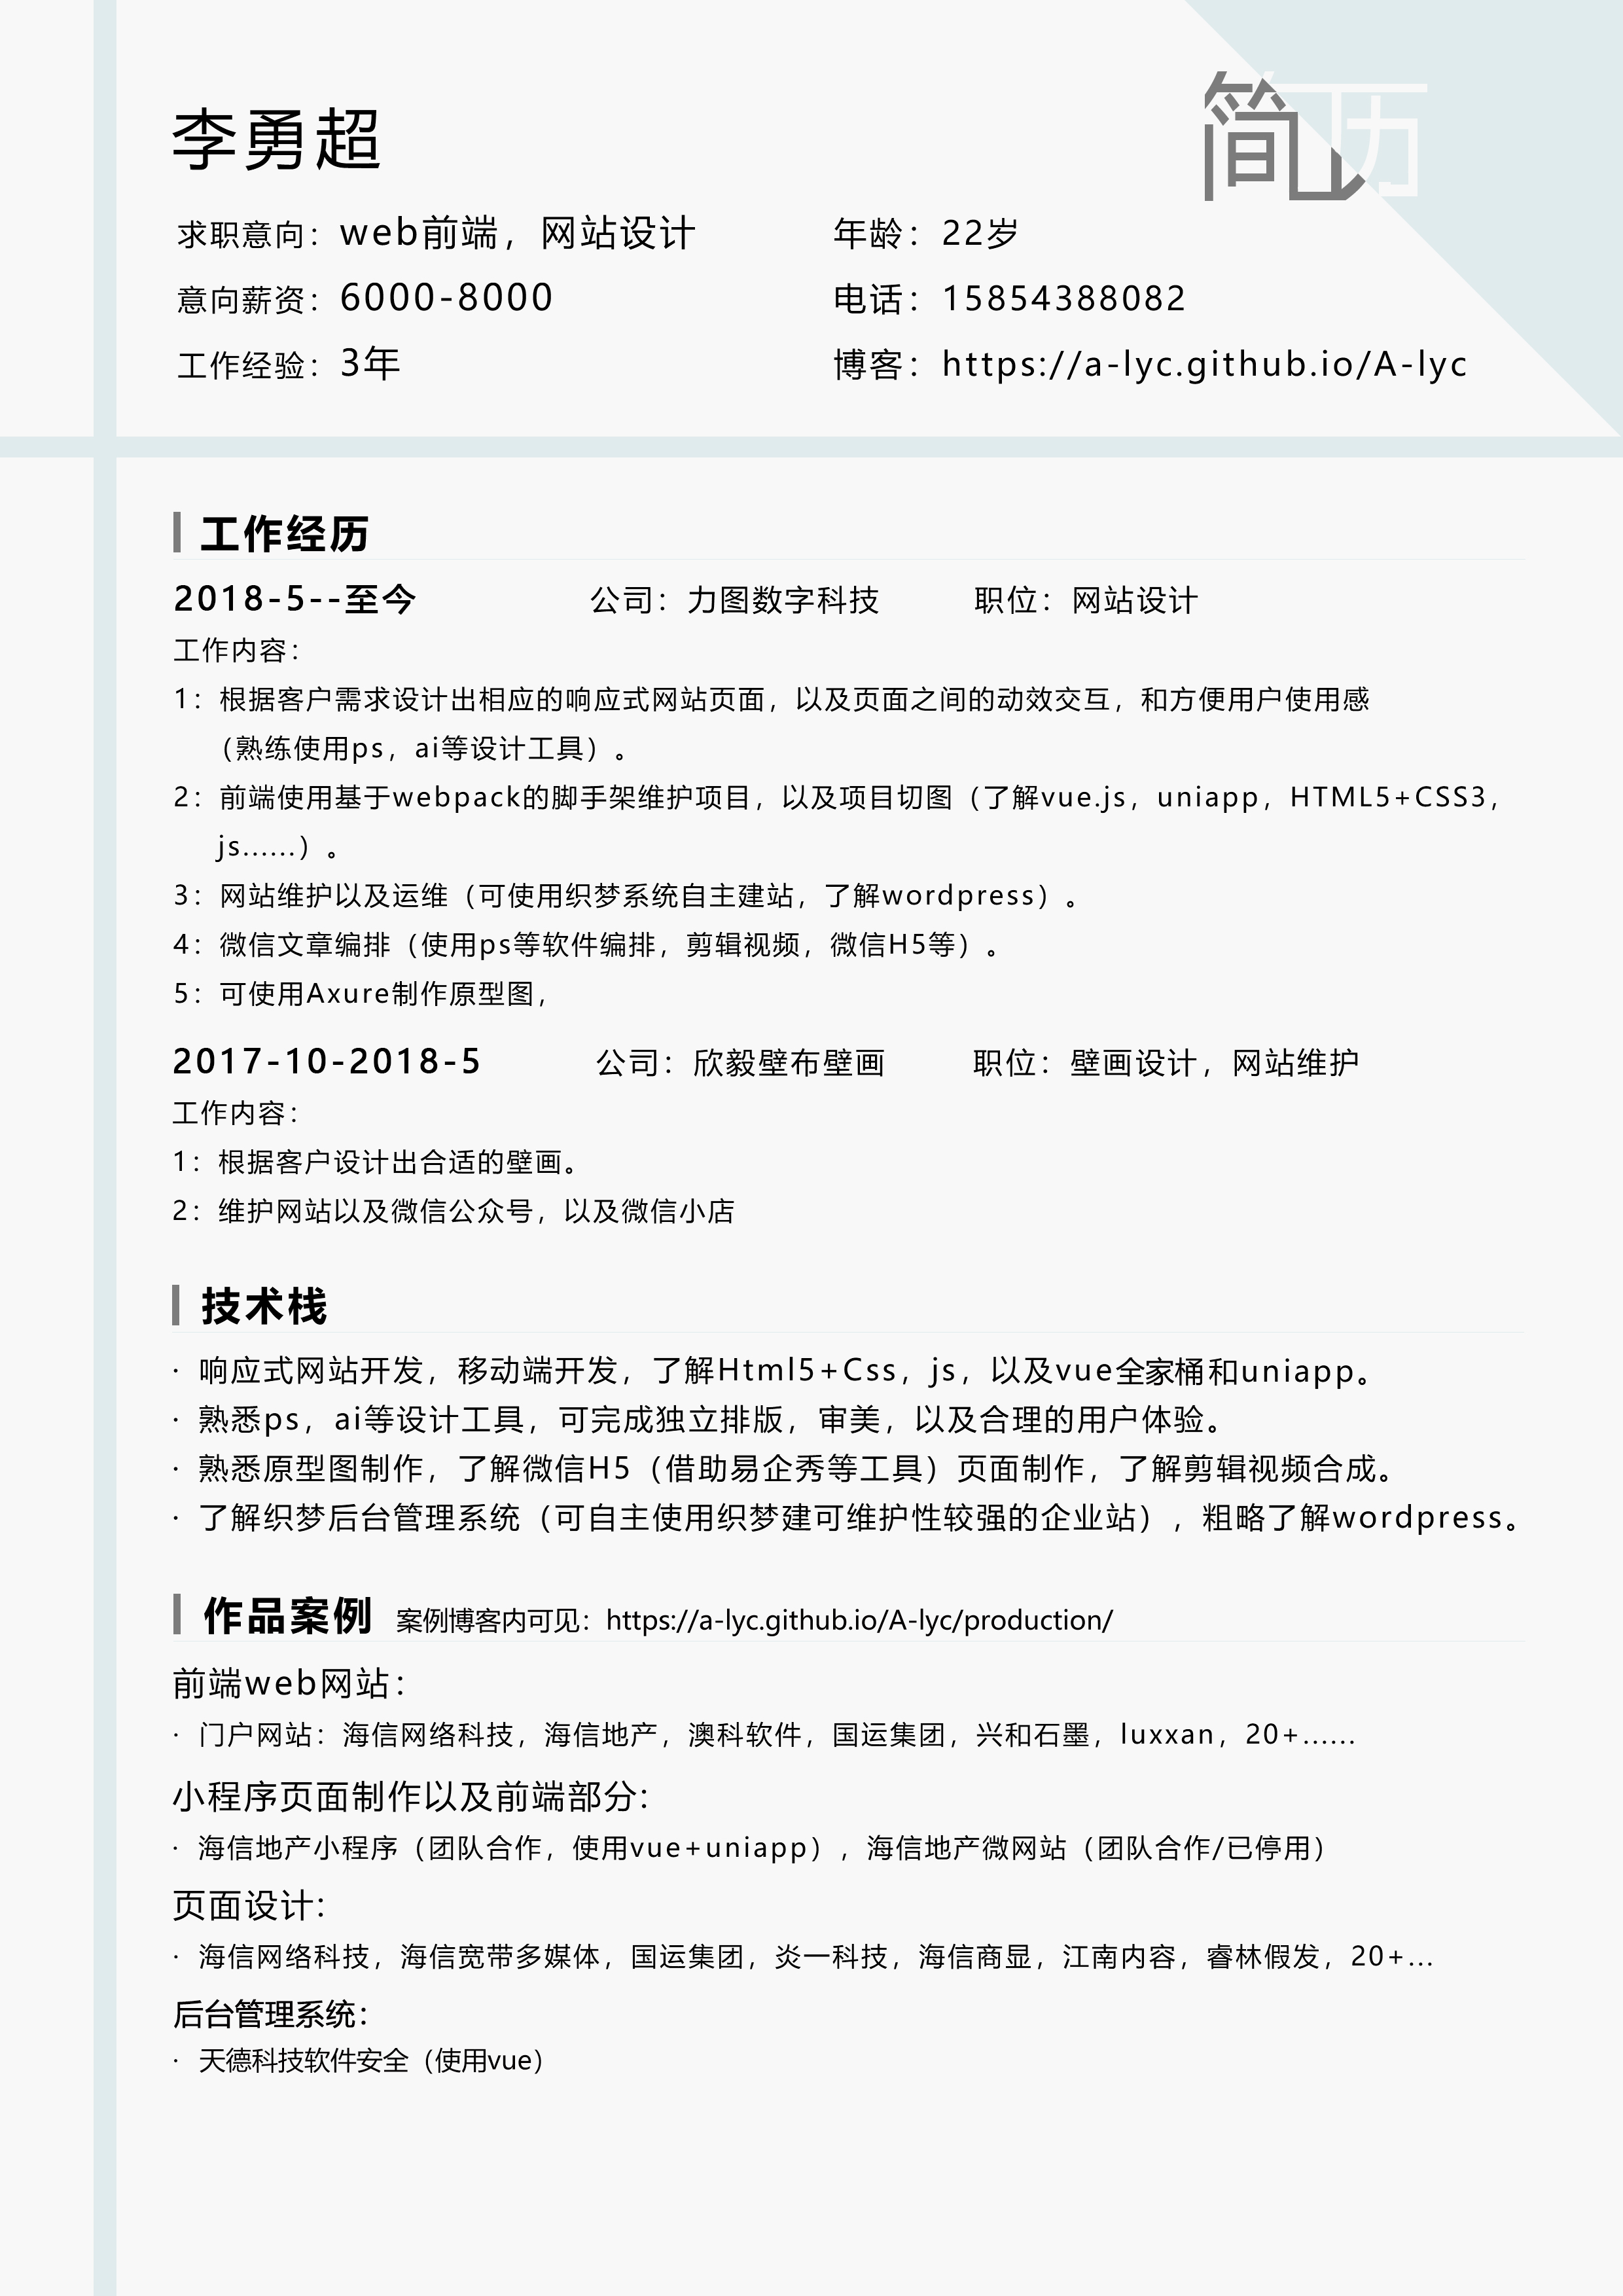 简历
李勇超
求职意向：web前端，网站设计 年龄：22岁
意向薪资：6000-8000 电话：15854388082
工作经验：3年 博客：https://a-lyc.github.io/A-lyc
工作经历
2018-5--至今 公司：力图数字科技 职位：网站设计
工作内容：
1：根据客户需求设计出相应的响应式网站页面，以及页面之间的动效交互，和方便用户使用感
（熟练使用ps，ai等设计工具）。
2：前端使用基于webpack的脚手架维护项目，以及项目切图（了解vue.js，uniapp，HTML5+CSS3，
js......）。
3：网站维护以及运维（可使用织梦系统自主建站，了解wordpress）。
4：微信文章编排（使用ps等软件编排，剪辑视频，微信H5等）。
5：可使用Axure制作原型图，
2017-10-2018-5 公司：欣毅壁布壁画 职位：壁画设计，网站维护
工作内容：
1：根据客户设计出合适的壁画。
2：维护网站以及微信公众号，以及微信小店
技术栈
· 响应式网站开发，移动端开发，了解Html5+Css，js，以及vue全家桶和uniapp。
· 熟悉ps，ai等设计工具，可完成独立排版，审美，以及合理的用户体验。
· 熟悉原型图制作，了解微信H5（借助易企秀等工具）页面制作，了解剪辑视频合成。
· 了解织梦后台管理系统（可自主使用织梦建可维护性较强的企业站），粗略了解wordpress。
作品案例 案例博客内可见：https://a-lyc.github.io/A-lyc/production/
前端web网站：
· 门户网站：海信网络科技，海信地产，澳科软件，国运集团，兴和石墨，luxxan，20+......
小程序页面制作以及前端部分：
· 海信地产小程序（团队合作，使用vue+uniapp），海信地产微网站（团队合作/已停用）
页面设计：
· 海信网络科技，海信宽带多媒体，国运集团，炎一科技，海信商显，江南内容，睿林假发，20+...
后台管理系统：
· 天德科技软件安全（使用vue）